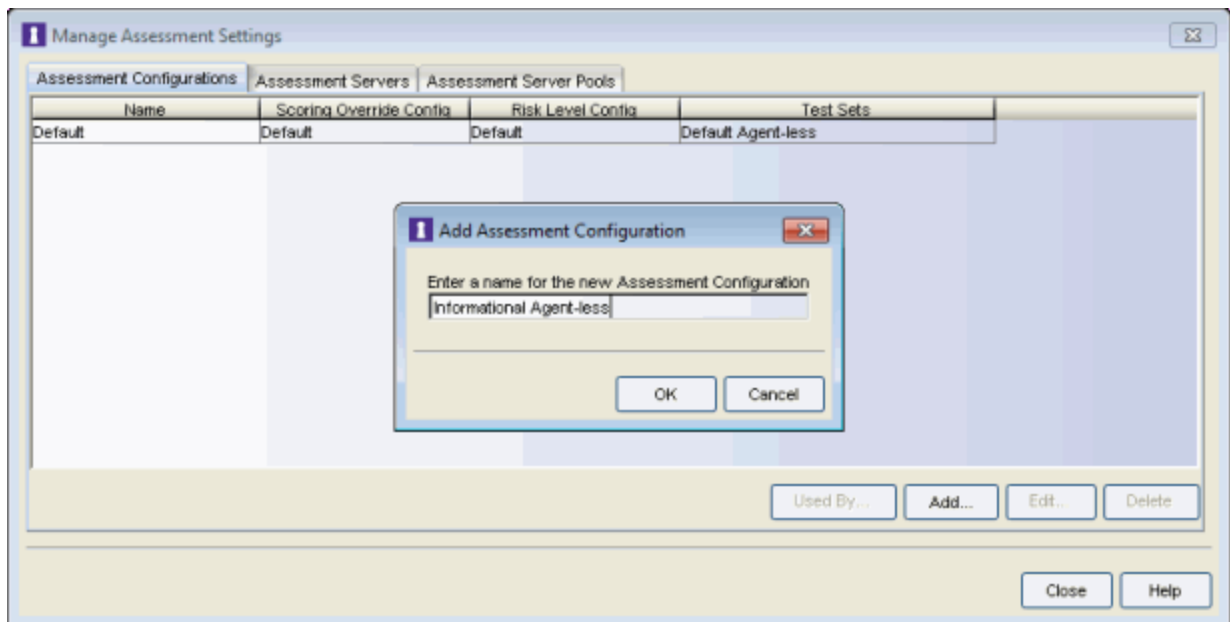 Manage Assessment Settings
Assessment Configurations Assessment Servers Assessment Server Pools
Name Scoring Override Config Risk Level Config Test Sets
Default Default Default Default Agent-less
Add Assessment Configuration
Enter a name for the new Assessment Configuration
Informational Agent-less
OK Cancel
Used By... Add... Edit.. Delete
Close Help